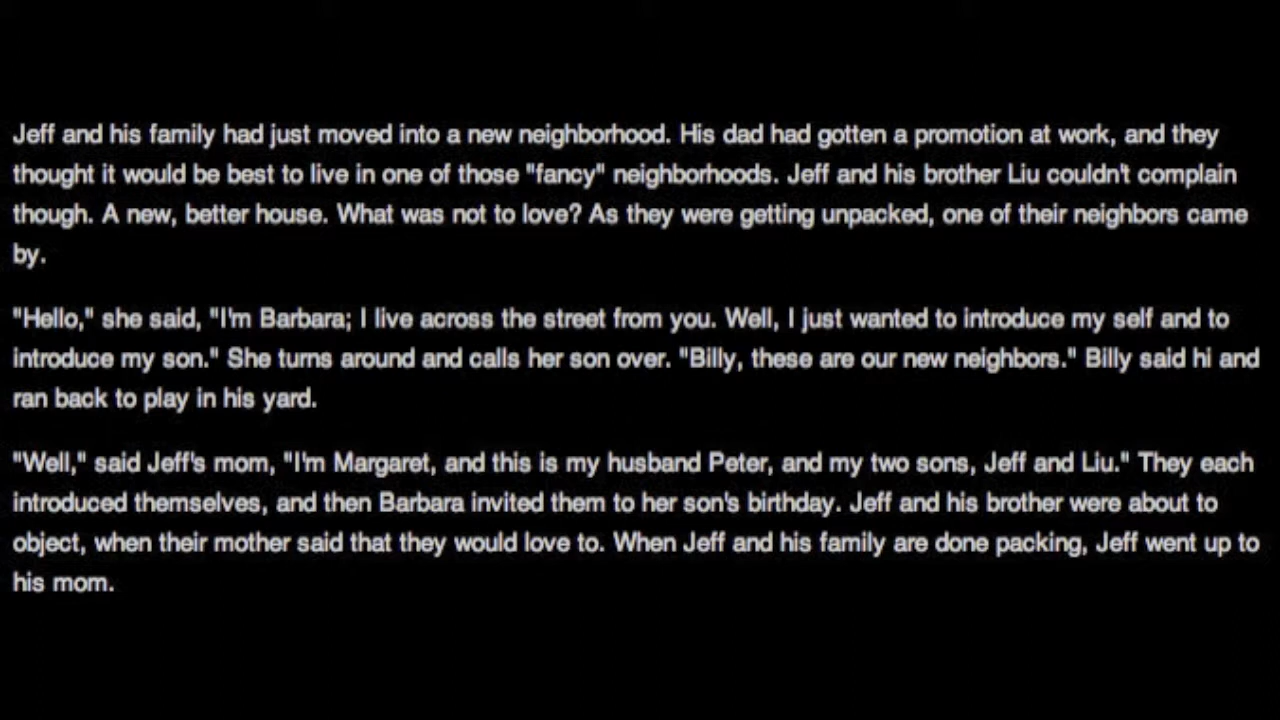 Jeff and his family had just moved into a new neighborhood. His dad had gotten a promotion at work, and they
thought it would be best to live in one of those "fancy" neighborhoods. Jeff and his brother Liu couldn't complain
though. A new, better house. What was not to love? As they were getting unpacked, one of their neighbors came
by.
"Hello," she said, "I'm Barbara; I live across the street from you. Well, I just wanted to introduce my self and to
introduce my son." She turns around and calls her son over. "Billy, these are our new neighbors." Billy said hi and
ran back to play in his yard.
"Well," said Jeff's mom, "I'm Margaret, and this is my husband Peter, and my two sons, Jeff and Liu." They each
introduced themselves, and then Barbara invited them to her son's birthday. Jeff and his brother were about to
object, when their mother said that they would love to. When Jeff and his family are done packing, Jeff went up to
his mom.